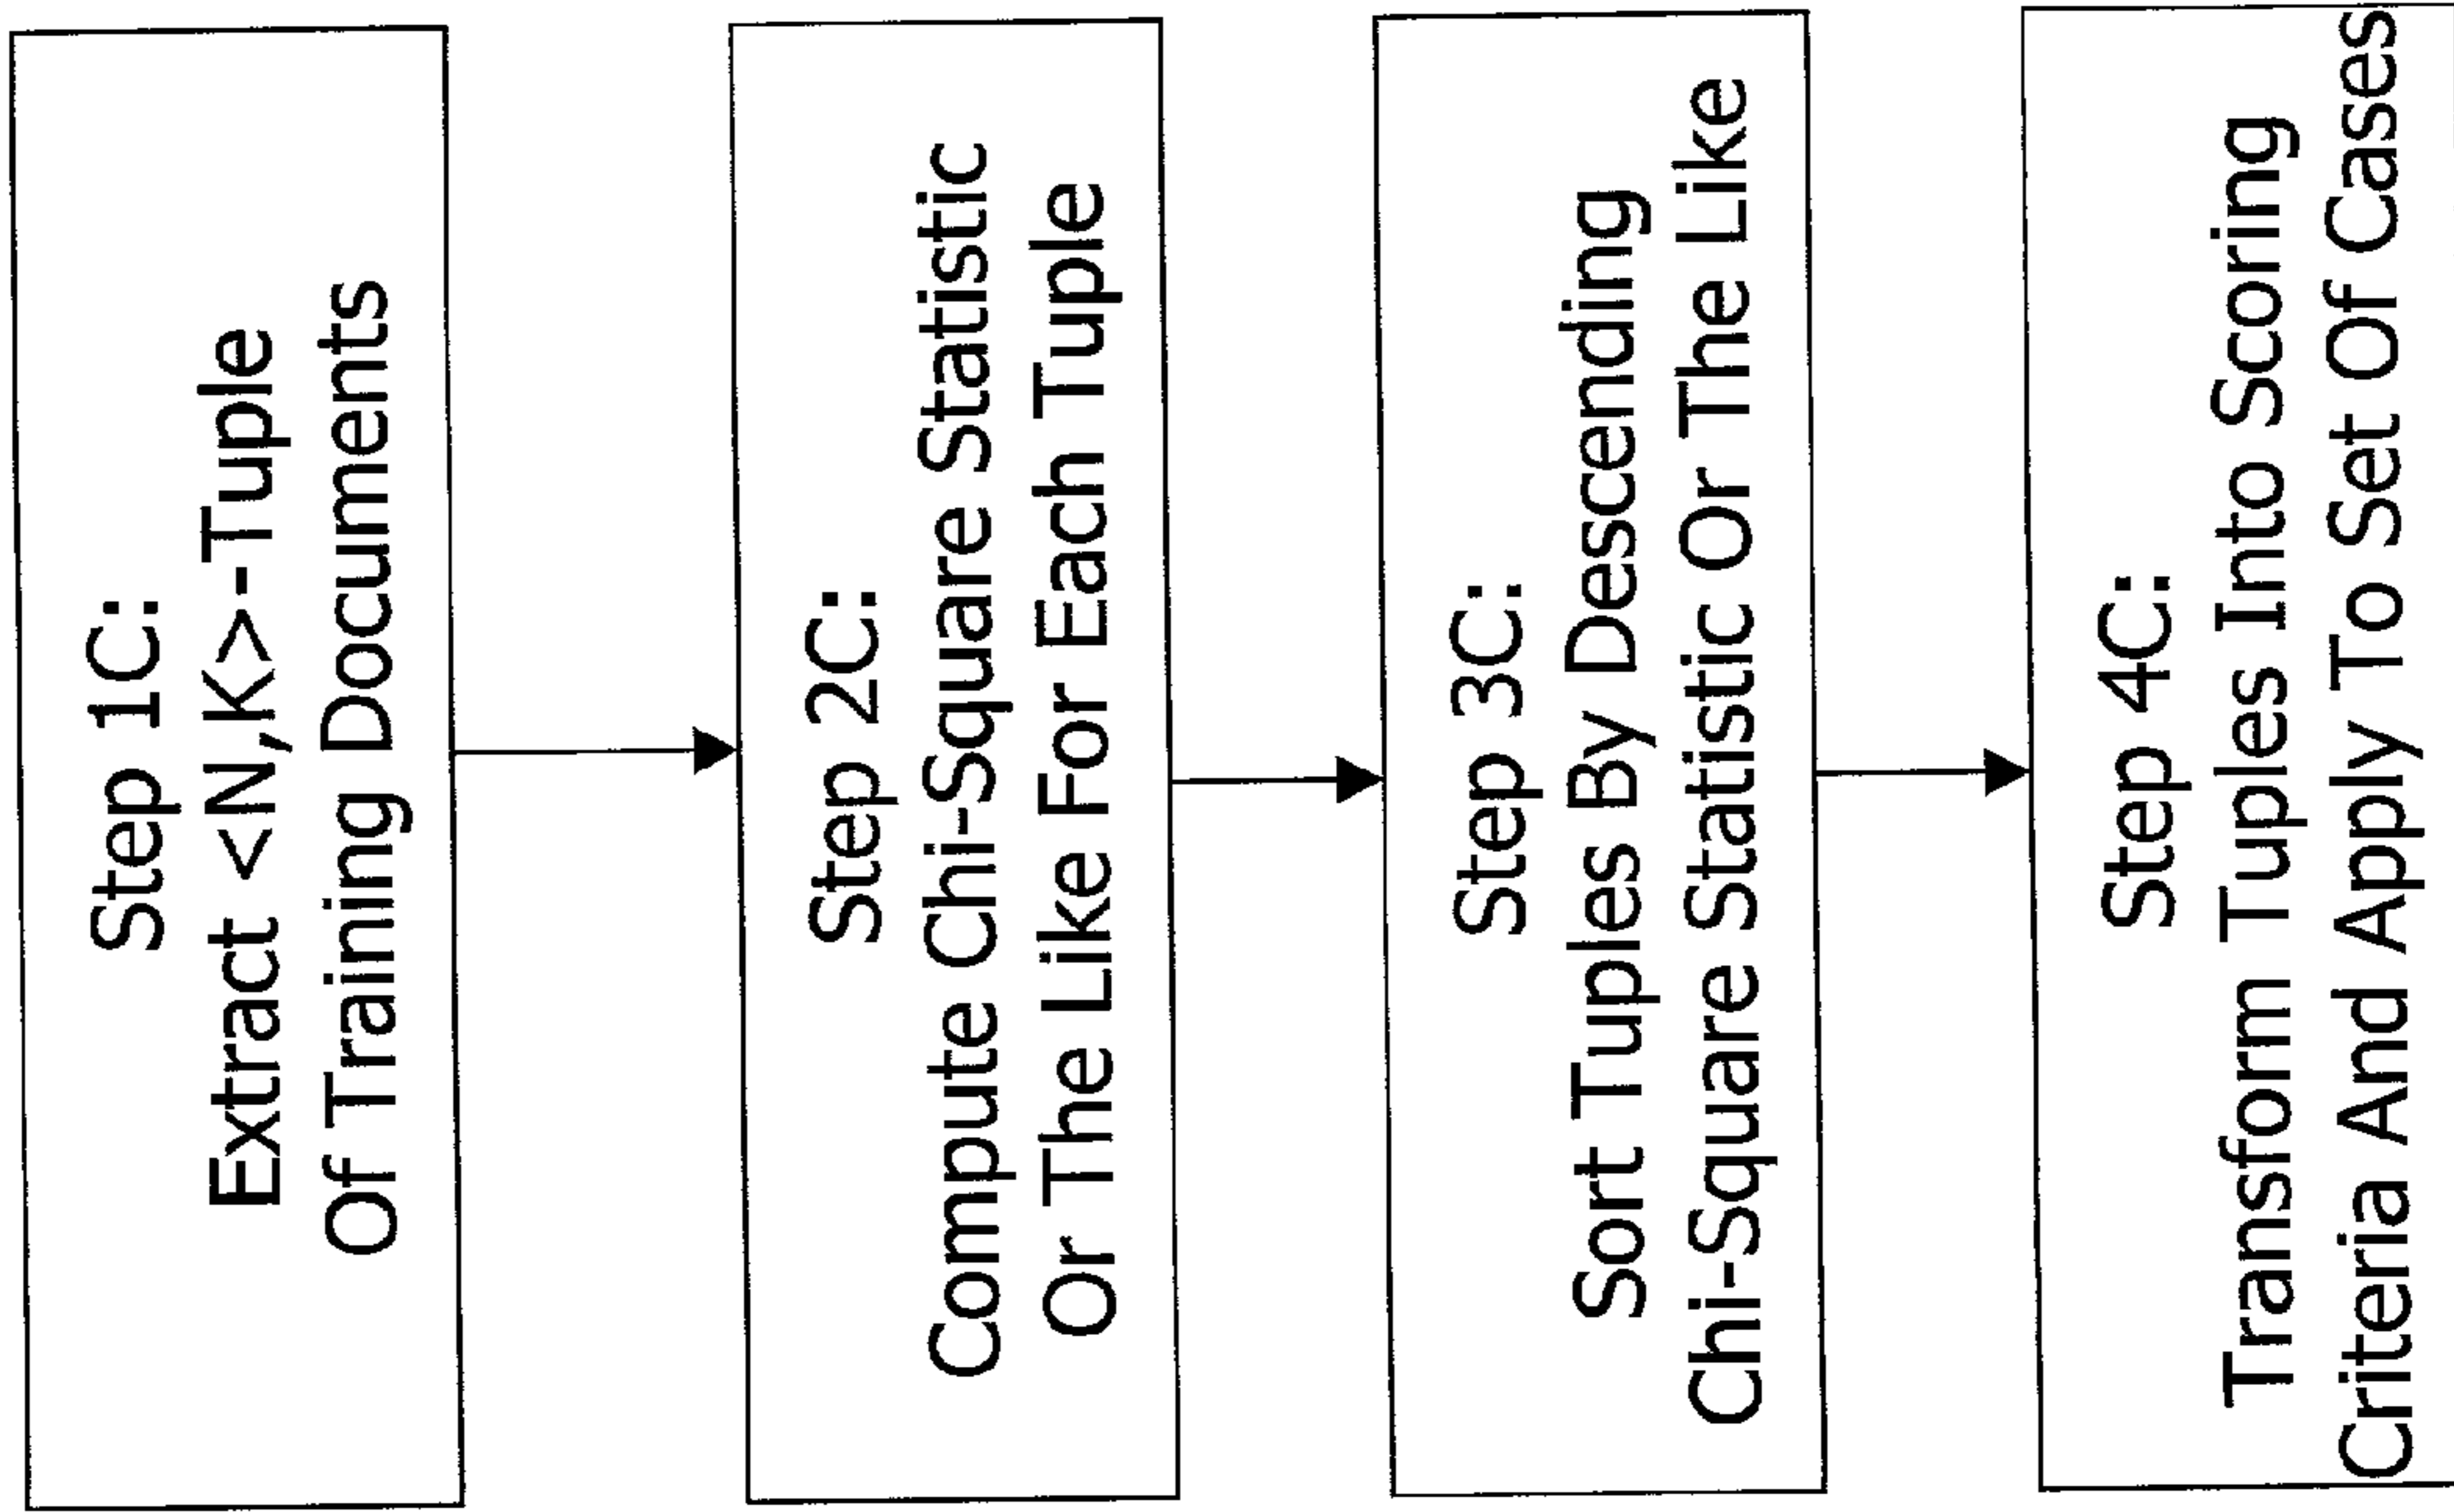 Step 1C:
Extract <N,K>-Tuple
Of Training Documents
Step 2C:
Compute Chi-Square Statistic
Or The Like For Each Tuple
Step 3C:
Sort Tuples By Descending
Chi-Square Statistic Or The Like
Step 4C:
Transform Tuples Into Scoring
Criteria And Apply To Set Of Cases